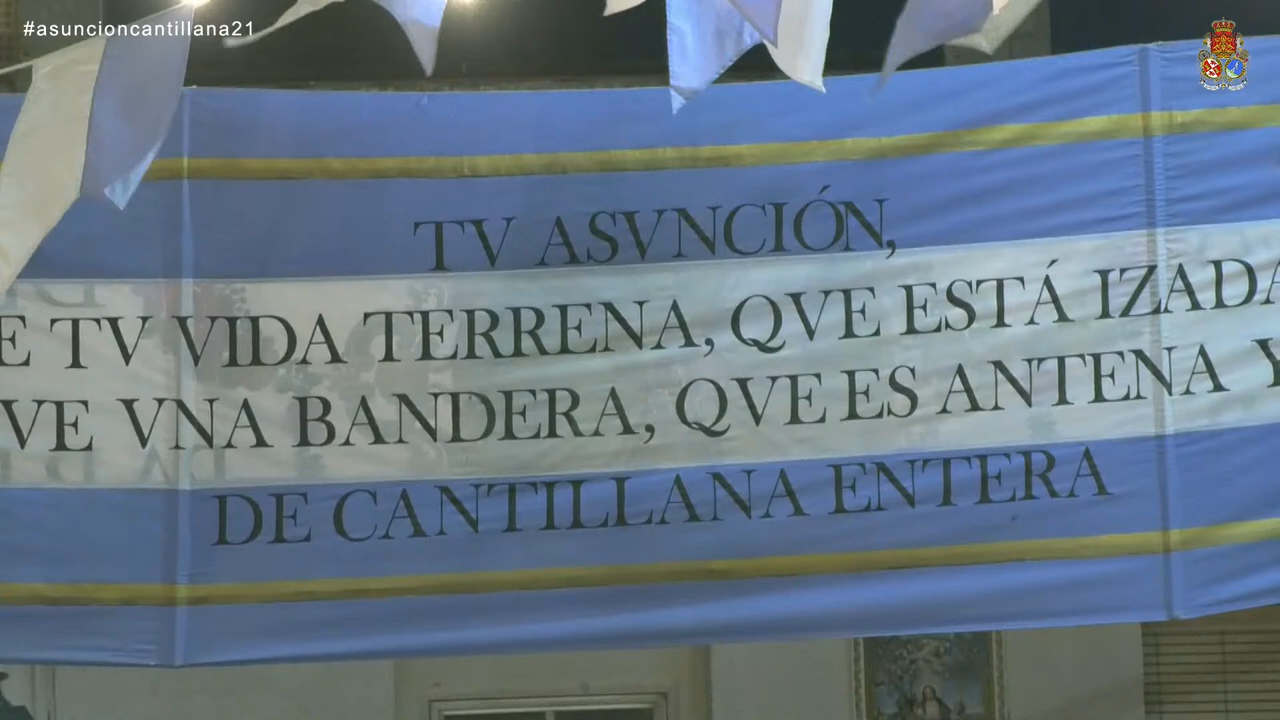 #asuncioncantillana21
TV ASVNCIÓN,
E TV VIDA TERRENA, QVE ESTÁ IZADA
VE VNA BANDERA, QVE ES ANTENA Y
DE CANTILLANA ENTERA